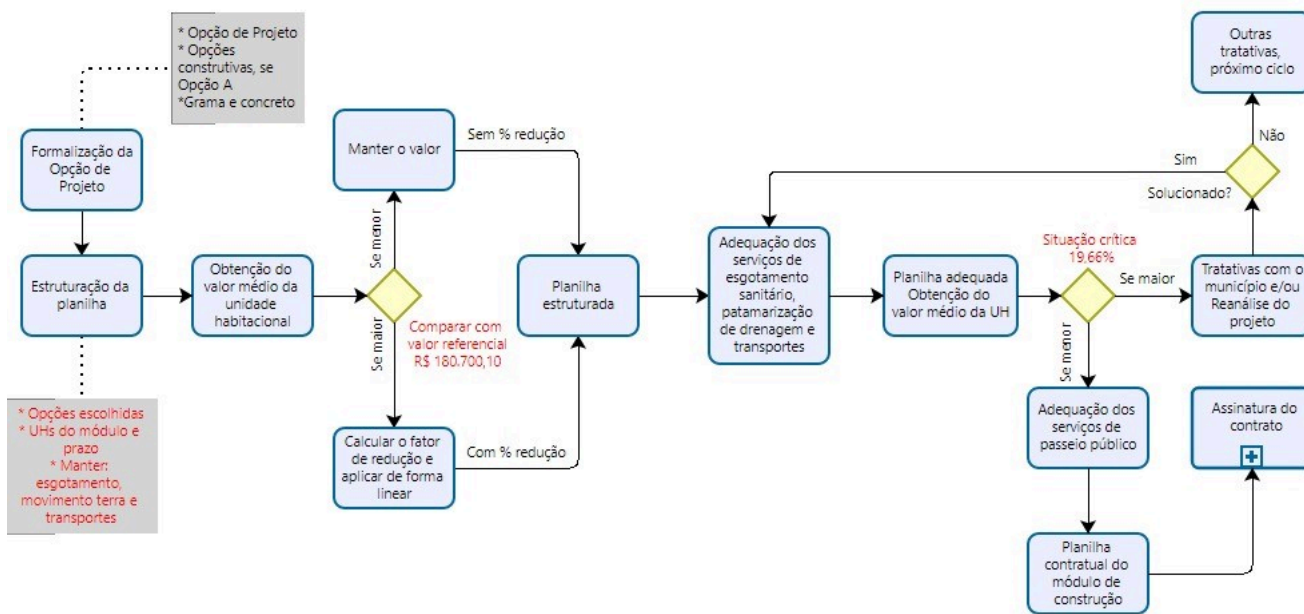 * Opção de Projeto
* Opções
construtivas, se
Opção A
*Grama e concreto
Formalização da
Opção de
Projeto
Estruturação da
planilha
* Opções escolhidas
* UHs do módulo e
prazo
* Manter:
esgotamento,
movimento terra e
transportes
Obtenção do
valor médio da
unidade
habitacional
Manter o valor
Sem % redução
Se menor
Se maior
Comparar com
valor referencial
R$ 180.700,10
Calcular o fator
de redução e
aplicar de forma
linear
Com % redução
Planilha
estruturada
Adequação dos
serviços de
esgotamento
sanitário,
patamarização
de drenagem e
transportes
Planilha adequada
Obtenção do
valor médio da UH
Situação crítica
19,66%
Se maior
Se menor
Tratativas com o
município e/ou
Reanálise do
projeto
Solucionado?
Sim
Não
Outras
tratativas,
próximo ciclo
Adequação dos
serviços de
passeio público
Planilha
contratual do
módulo de
construção
Assinatura do
contrato